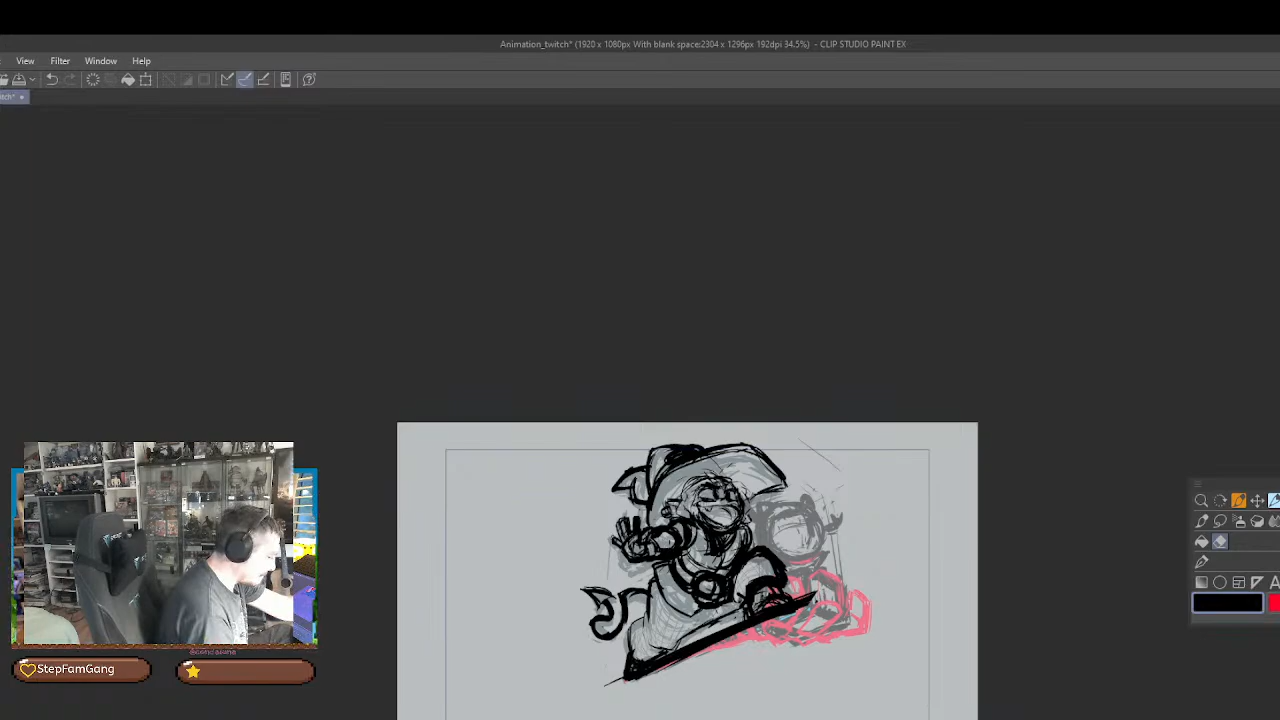 Animation_twitch* (1920 x 1080px With blank space:2304 x 1296px 192dpi 34.5%) - CLIP STUDIO PAINT EX
View Filter Window Help
itch*
StepFamGang